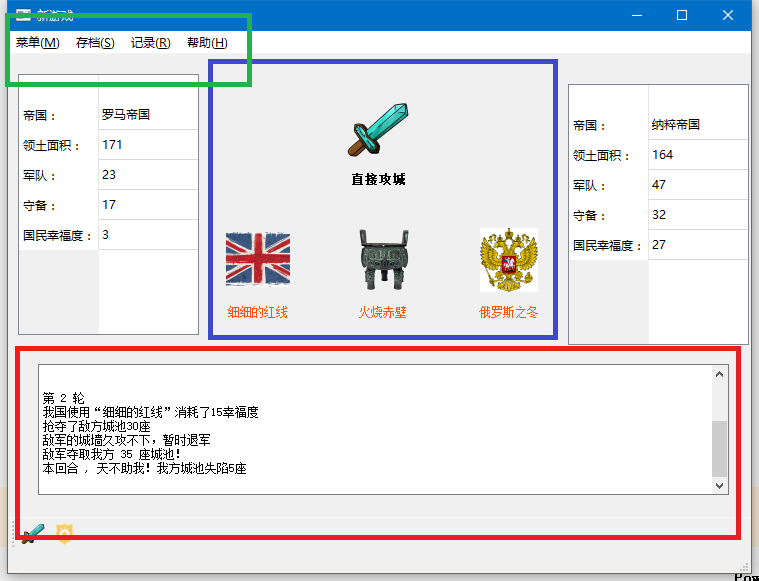 新游戏
菜单(M) 存档(S) 记录(R) 帮助(H)
帝国： 罗马帝国
领土面积： 171
军队： 23
守备： 17
国民幸福度： 3
直接攻城
细细的红线 火烧赤壁 俄罗斯之冬
帝国： 纳粹帝国
领土面积： 164
军队： 47
守备： 32
国民幸福度： 27
第 2 轮
我国使用“细细的红线”消耗了15幸福度
抢夺了敌方城池30座
敌军的城墙久攻不下，暂时退军
敌军夺取我方 35 座城池！
本回合 ，天不助我！我方城池失陷5座